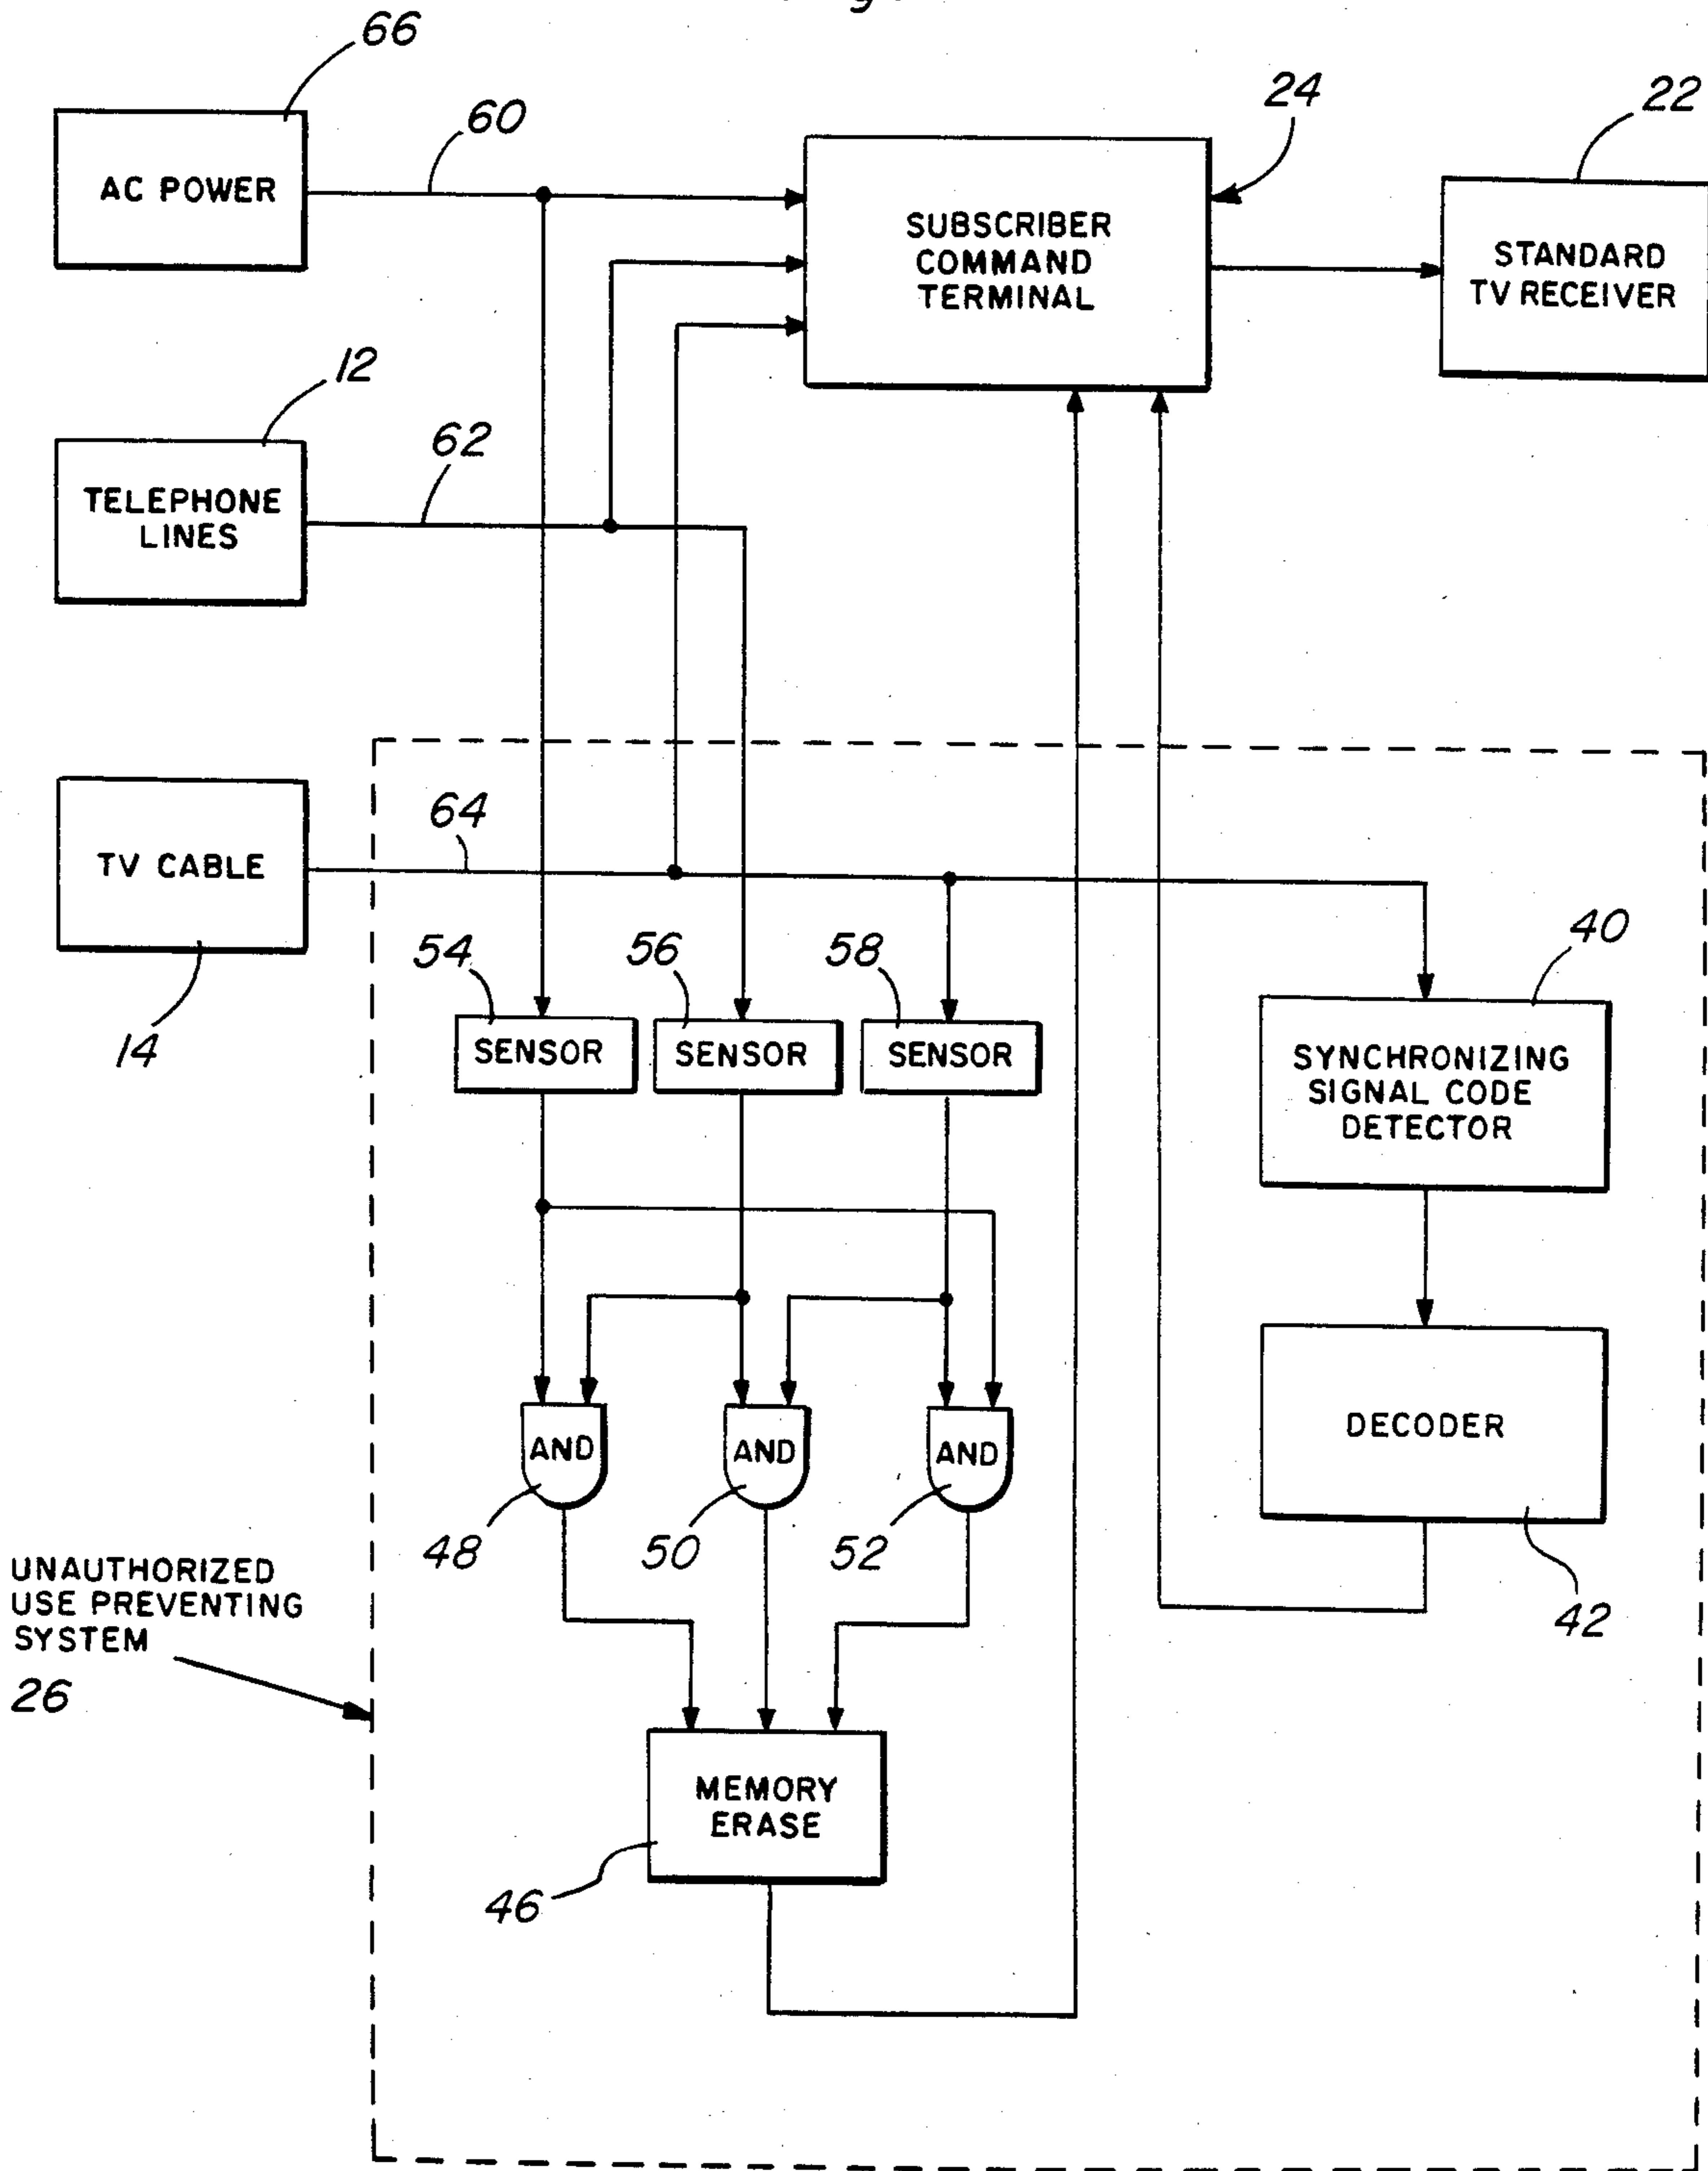 66
60
24
22
AC POWER
SUBSCRIBER
COMMAND
TERMINAL
STANDARD
TV RECEIVER
12
62
TELEPHONE
LINES
64
TV CABLE
14
54
56
58
40
SENSOR
SENSOR
SENSOR
SYNCHRONIZING
SIGNAL CODE
DETECTOR
AND
AND
AND
DECODER
48
50
52
42
UNAUTHORIZED
USE PREVENTING
SYSTEM
26
MEMORY
ERASE
46